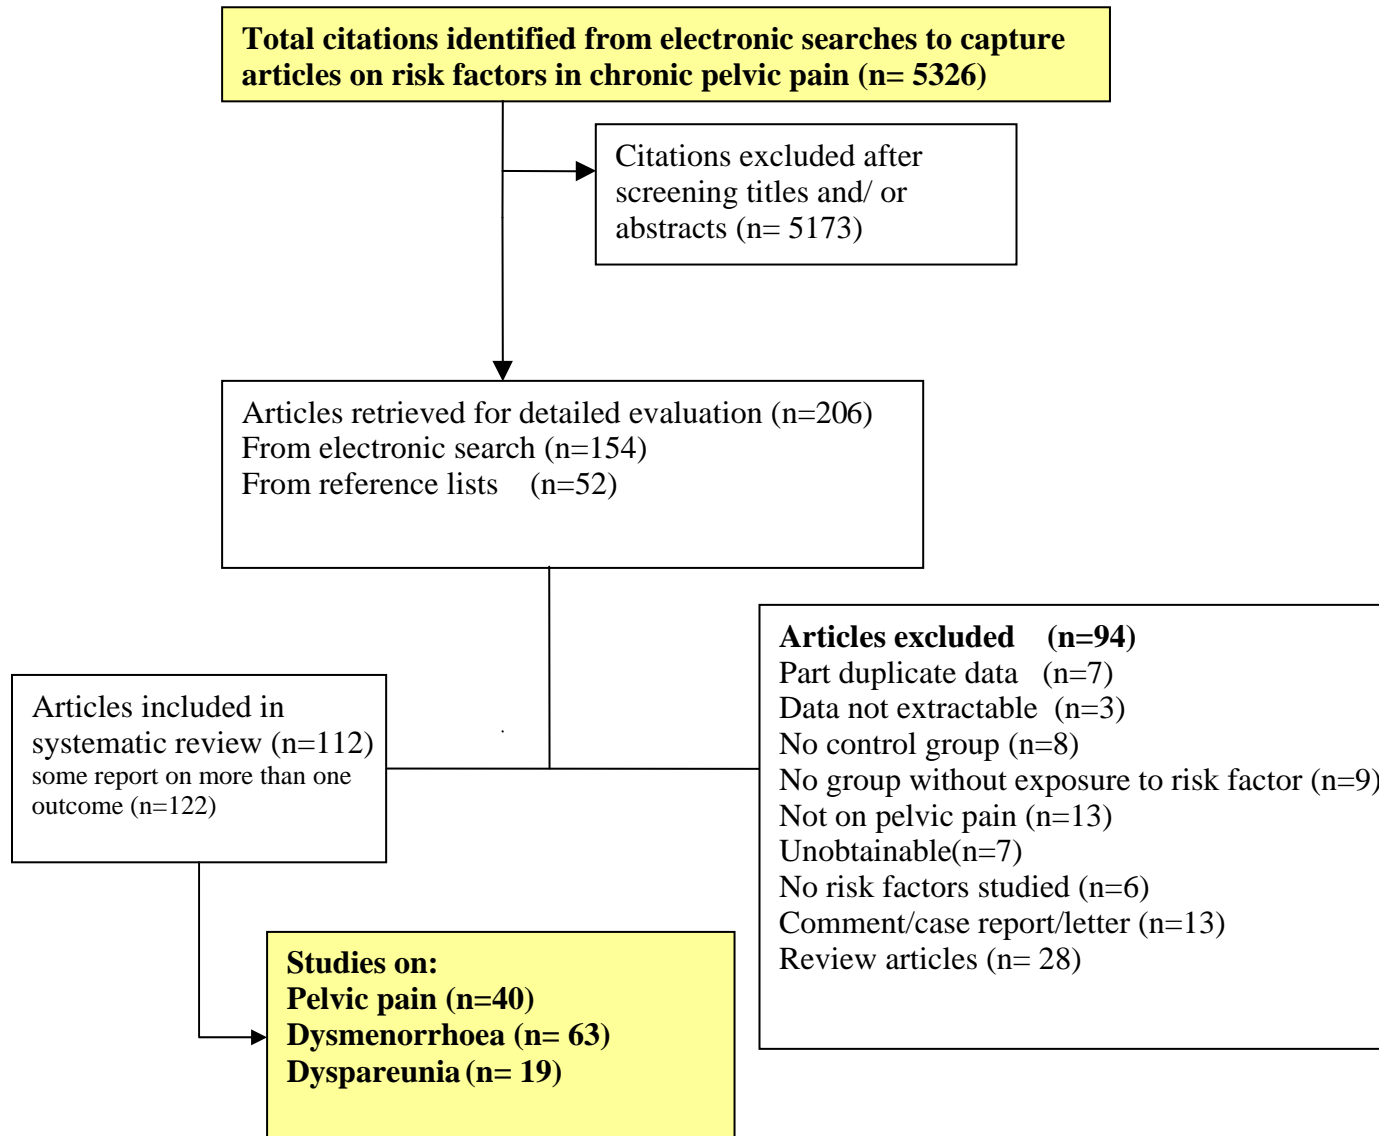 Total citations identified from electronic searches to capture
articles on risk factors in chronic pelvic pain (n= 5326)
Citations excluded after
screening titles and/ or
abstracts (n= 5173)
Articles retrieved for detailed evaluation (n=206)
From electronic search (n=154)
From reference lists (n=52)
Articles included in
systematic review (n=112)
some report on more than one
outcome (n=122)
Articles excluded (n=94)
Part duplicate data (n=7)
Data not extractable (n=3)
No control group (n=8)
No group without exposure to risk factor (n=9)
Not on pelvic pain (n=13)
Unobtainable(n=7)
No risk factors studied (n=6)
Comment/case report/letter (n=13)
Review articles (n= 28)
Studies on:
Pelvic pain (n=40)
Dysmenorrhoea (n= 63)
Dyspareunia (n= 19)